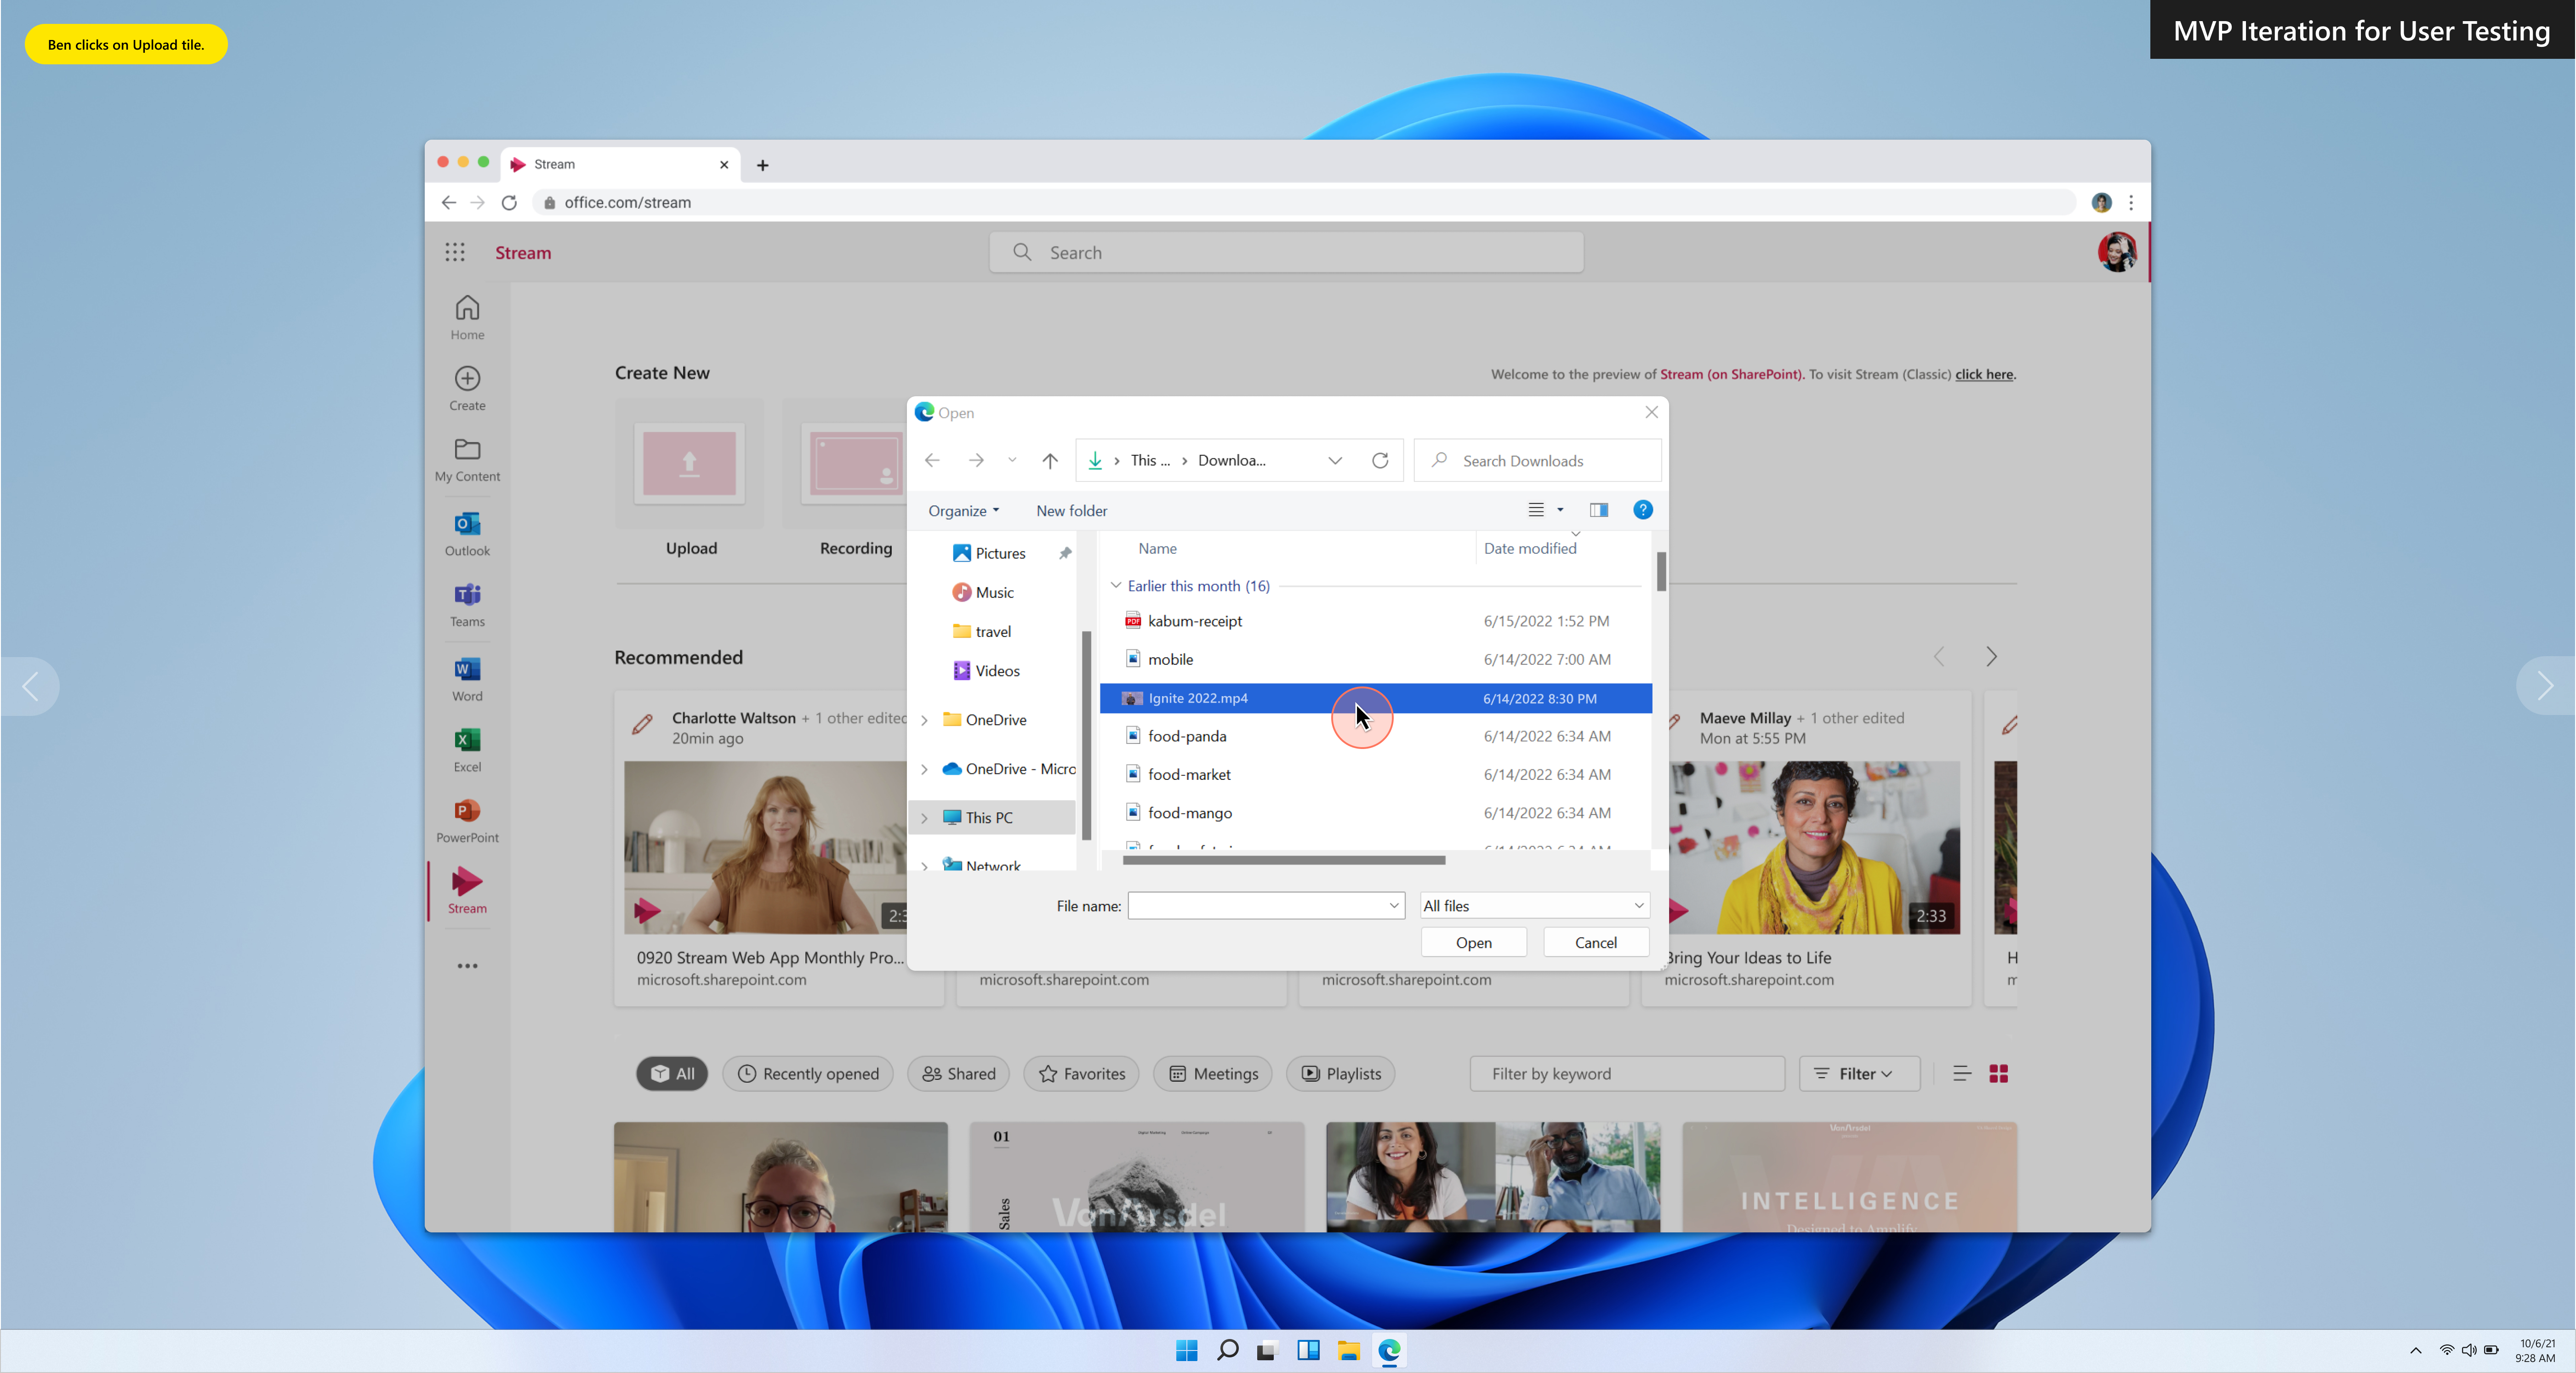 Ben clicks on Upload tile.
MVP Iteration for User Testing
Stream
office.com/stream
Stream
Search
Home
Create
My Content
Outlook
Teams
Word
Excel
PowerPoint
Stream
Create New
Welcome to the preview of Stream (on SharePoint). To visit Stream (Classic) click here.
Upload
Recording
Open
This ...
Downloa...
Search Downloads
Organize
New folder
?
Pictures
Music
travel
Videos
OneDrive
OneDrive - Micro
This PC
Network
Name
Date modified
Earlier this month (16)
kabum-receipt 6/15/2022 1:52 PM
mobile 6/14/2022 7:00 AM
Ignite 2022.mp4 6/14/2022 8:30 PM
food-panda 6/14/2022 6:34 AM
food-market 6/14/2022 6:34 AM
food-mango 6/14/2022 6:34 AM
File name:
All files
Open
Cancel
Recommended
Charlotte Waltson + 1 other edited
20min ago
0920 Stream Web App Monthly Pro...
microsoft.sharepoint.com
microsoft.sharepoint.com
microsoft.sharepoint.com
Maeve Millay + 1 other edited
Mon at 5:55 PM
2:33
Bring Your Ideas to Life
microsoft.sharepoint.com
All
Recently opened
Shared
Favorites
Meetings
Playlists
Filter by keyword
Filter
01
Sales
VanArsdel
VanArsdel
INTELLIGENCE
Designed to Amplify
10/6/21
9:28 AM